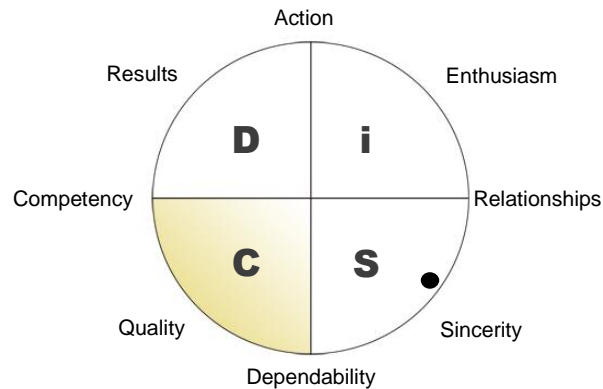 Action
Results
Enthusiasm
D
i
Competency
Relationships
C
S
Quality
Sincerity
Dependability